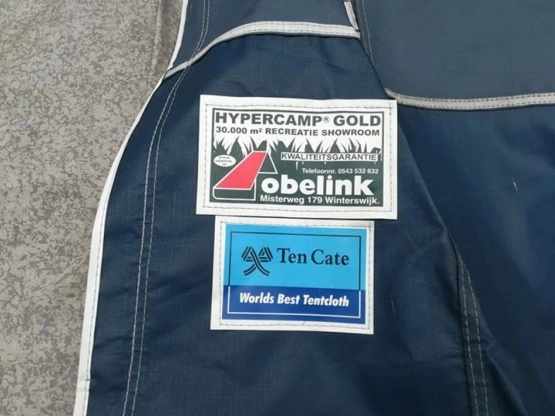 HYPERCAMP® GOLD
30.000 m² RECREATIE SHOWROOM
KWALITEITSGARANTIE
Telefoonnr. 0543 532 632
obelink
Misterweg 179 Winterswijk.
Ten Cate
Worlds Best Tentcloth